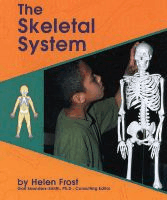 The
Skeletal
System
by Helen Frost
Gail Saunders-Smith, Ph.D., Consulting Editor